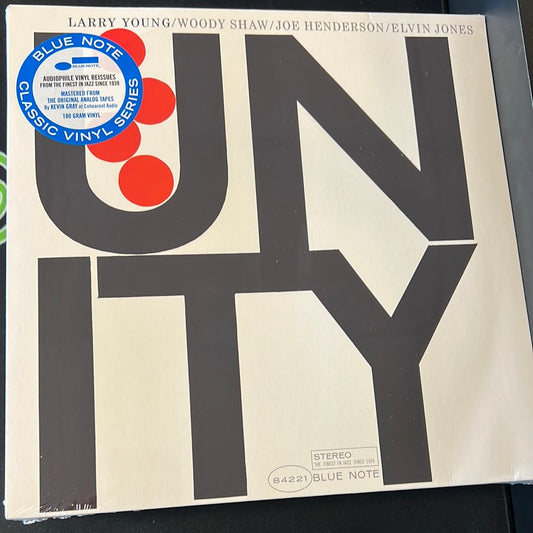 LARRY YOUNG/WOODY SHAW/JOE HENDERSON/ELVIN JONES
BLUE NOTE
BLUE NOTE
AUDIOPHILE VINYL REISSUES
FROM THE FINEST IN JAZZ SINCE 1939
MASTERED FROM
THE ORIGINAL ANALOG TAPES
By KEVIN GRAY at Cohearent Audio
180 GRAM VINYL
CLASSIC VINYL SERIES
UN
ITY
STEREO
THE FINEST IN JAZZ SINCE 1939
84221 BLUE NOTE